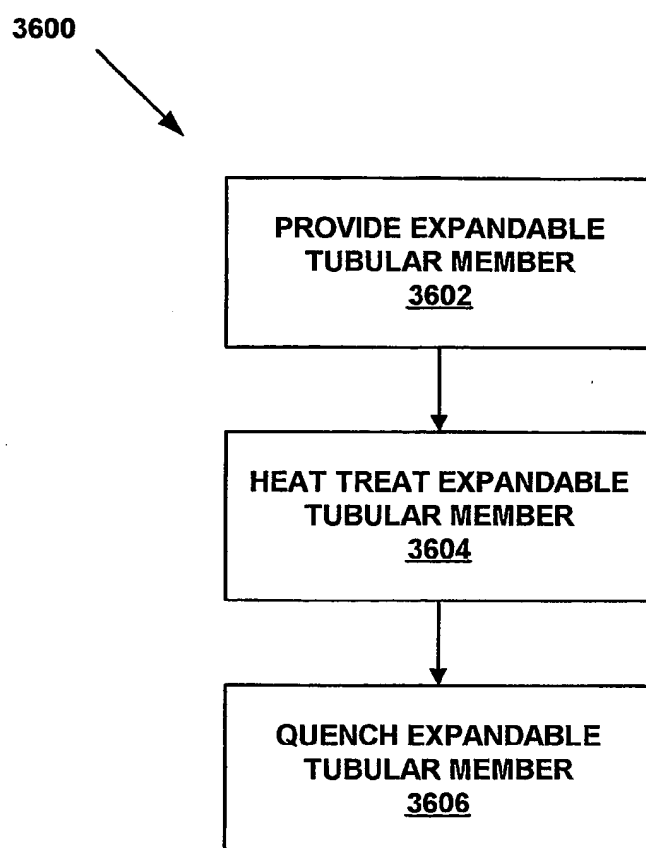 3600
PROVIDE EXPANDABLE
TUBULAR MEMBER
3602
HEAT TREAT EXPANDABLE
TUBULAR MEMBER
3604
QUENCH EXPANDABLE
TUBULAR MEMBER
3606